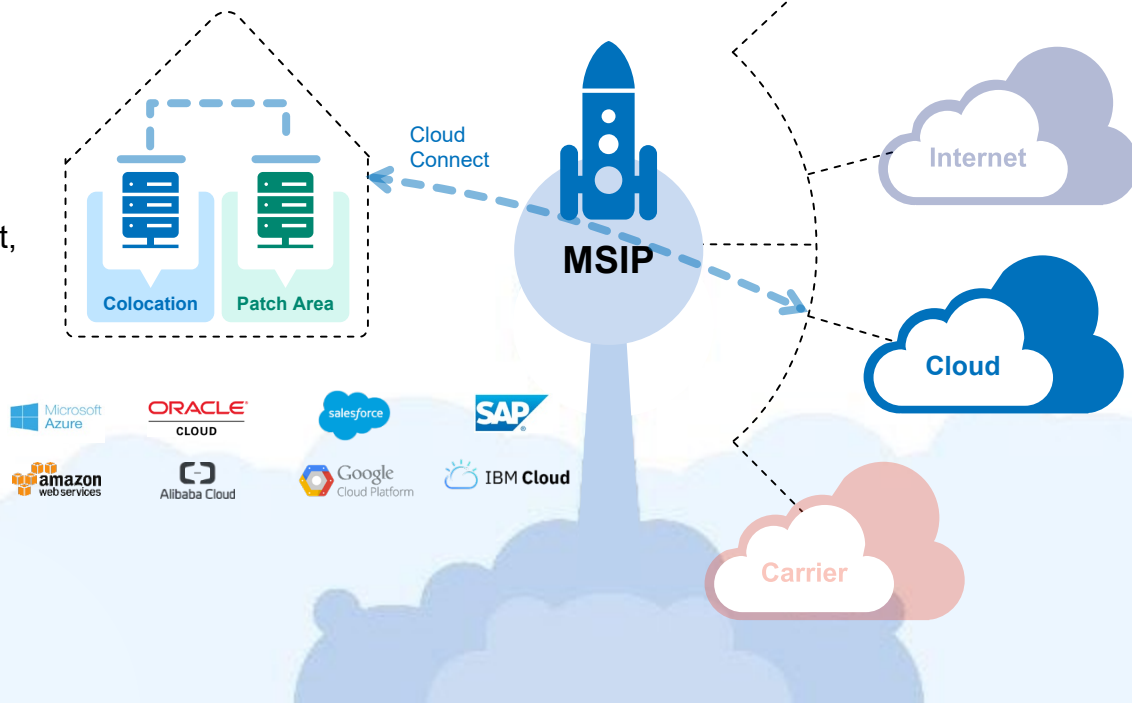 Cloud
Connect
t,
MSIP
Internet
Colocation
Patch Area
Cloud
Microsoft
Azure
ORACLE®
CLOUD
salesforce
SAP®
amazon
web services
Alibaba Cloud
Google
Cloud Platform
IBM Cloud
Carrier